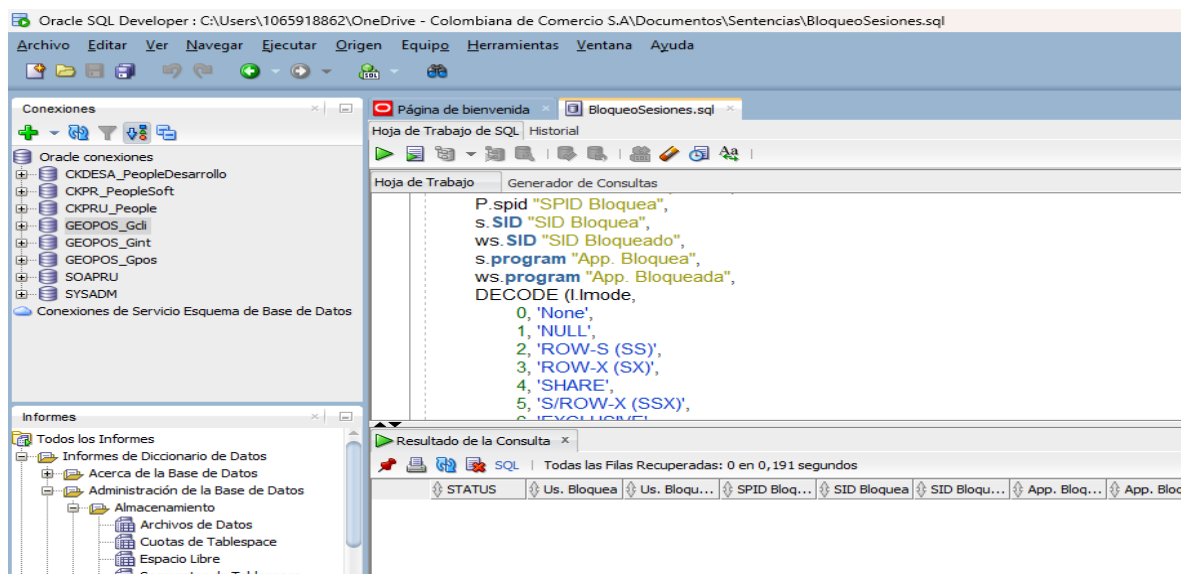 Oracle SQL Developer : C:\Users\1065918862\OneDrive - Colombiana de Comercio S.A\Documentos\Sentencias\BloqueoSesiones.sql
Archivo Editar Ver Navegar Ejecutar Origen Equipo Herramientas Ventana Ayuda
Conexiones
Oracle conexiones
CKDESA_PeopleDesarrollo
CKPR_PeopleSoft
CKPRU_People
GEOPOS_Gcli
GEOPOS_Gint
GEOPOS_Gpos
SOAPRU
SYSADM
Conexiones de Servicio Esquema de Base de Datos
Informes
Todos los Informes
Informes de Diccionario de Datos
Acerca de la Base de Datos
Administración de la Base de Datos
Almacenamiento
Archivos de Datos
Cuotas de Tablespace
Espacio Libre
Página de bienvenida
BloqueoSesiones.sql
Hoja de Trabajo de SQL Historial
Hoja de Trabajo Generador de Consultas
P.spid "SPID Bloquea",
s.SID "SID Bloquea",
ws.SID "SID Bloqueado",
s.program "App. Bloquea",
ws.program "App. Bloqueada",
DECODE (l.lmode,
0, 'None',
1, 'NULL',
2, 'ROW-S (SS)',
3, 'ROW-X (SX)',
4, 'SHARE',
5, 'S/ROW-X (SSX)',
Resultado de la Consulta
SQL | Todas las Filas Recuperadas: 0 en 0,191 segundos
STATUS Us. Bloquea Us. Bloqu... SPID Bloq... SID Bloquea SID Bloqu... App. Bloq... App. Bloc